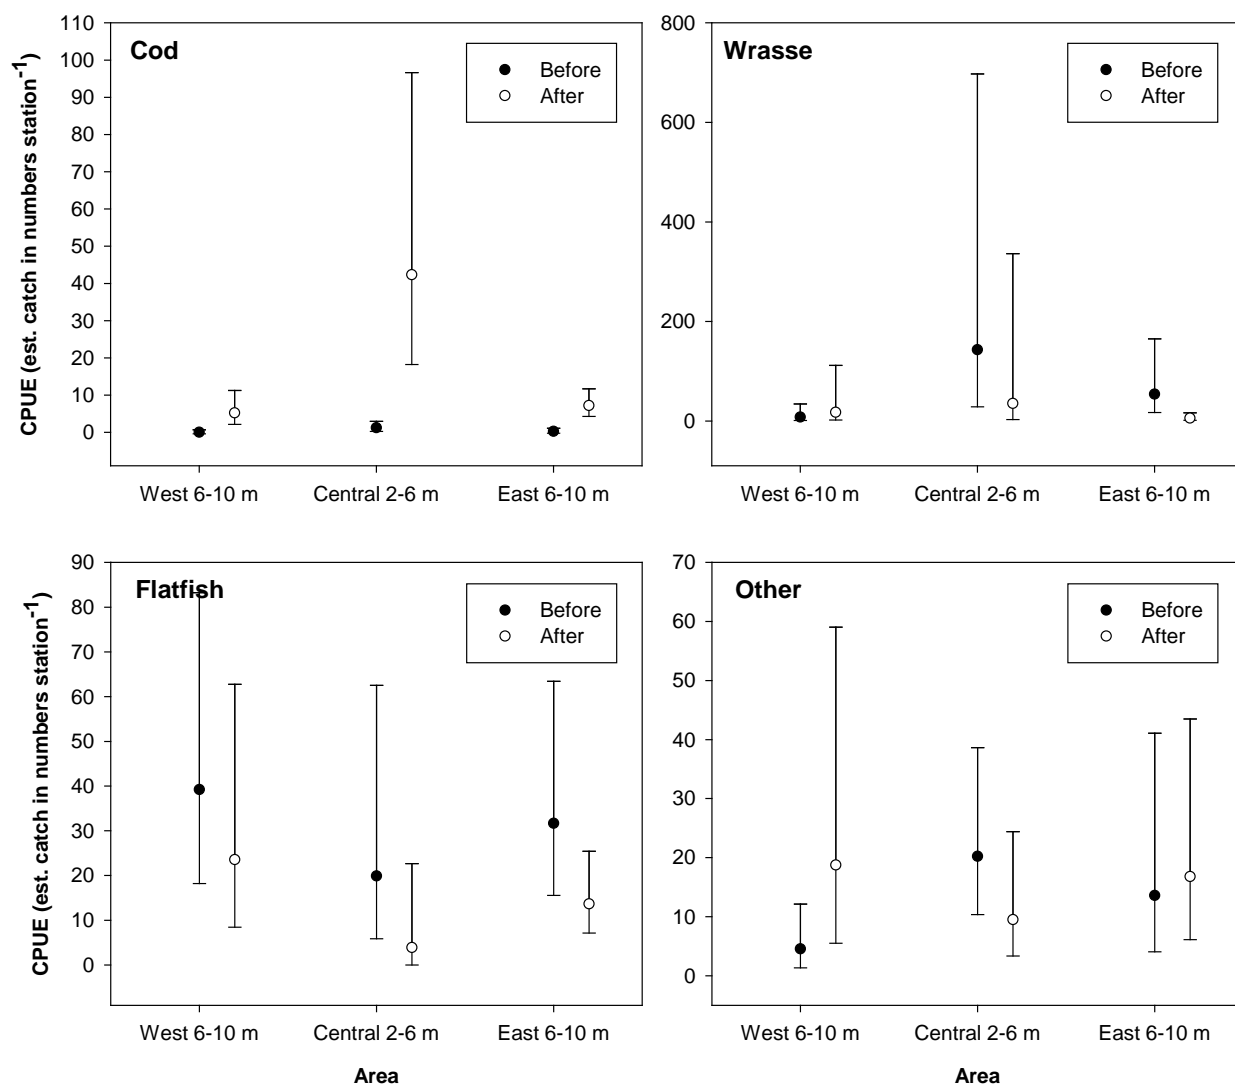 Cod
Before
After
110
100
90
80
70
60
50
40
30
20
10
0
CPUE (est. catch in numbers station-1)
West 6-10 m
Central 2-6 m
East 6-10 m
Wrasse
Before
After
800
600
400
200
0
West 6-10 m
Central 2-6 m
East 6-10 m
Flatfish
Before
After
90
80
70
60
50
40
30
20
10
0
CPUE (est. catch in numbers station-1)
West 6-10 m
Central 2-6 m
East 6-10 m
Area
Other
Before
After
70
60
50
40
30
20
10
0
West 6-10 m
Central 2-6 m
East 6-10 m
Area